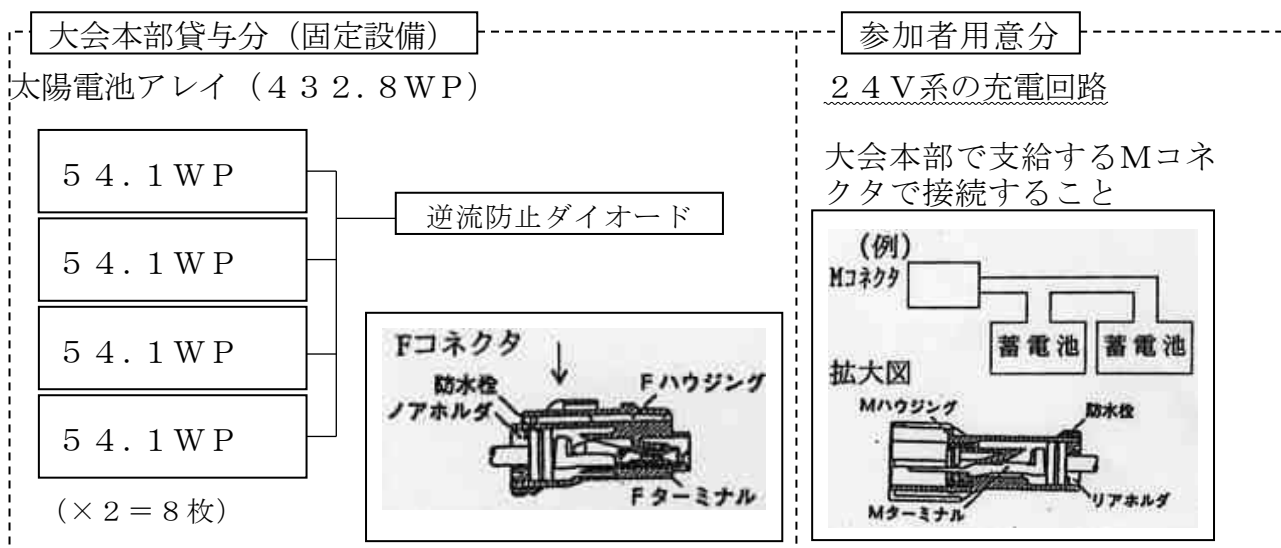 大会本部貸与分（固定設備）
太陽電池アレイ（４３２.８ＷＰ）
５４.１ＷＰ
５４.１ＷＰ
５４.１ＷＰ
５４.１ＷＰ
（×２＝８枚）
逆流防止ダイオード
Fコネクタ
防水栓
Fハウジング
ノアホルダ
Fターミナル
参加者用意分
２４Ｖ系の充電回路
大会本部で支給するＭコネ
クタで接続すること
(例)
Mコネクタ
蓄電池
蓄電池
拡大図
Mハウジング
防水栓
リアホルダ
Mターミナル